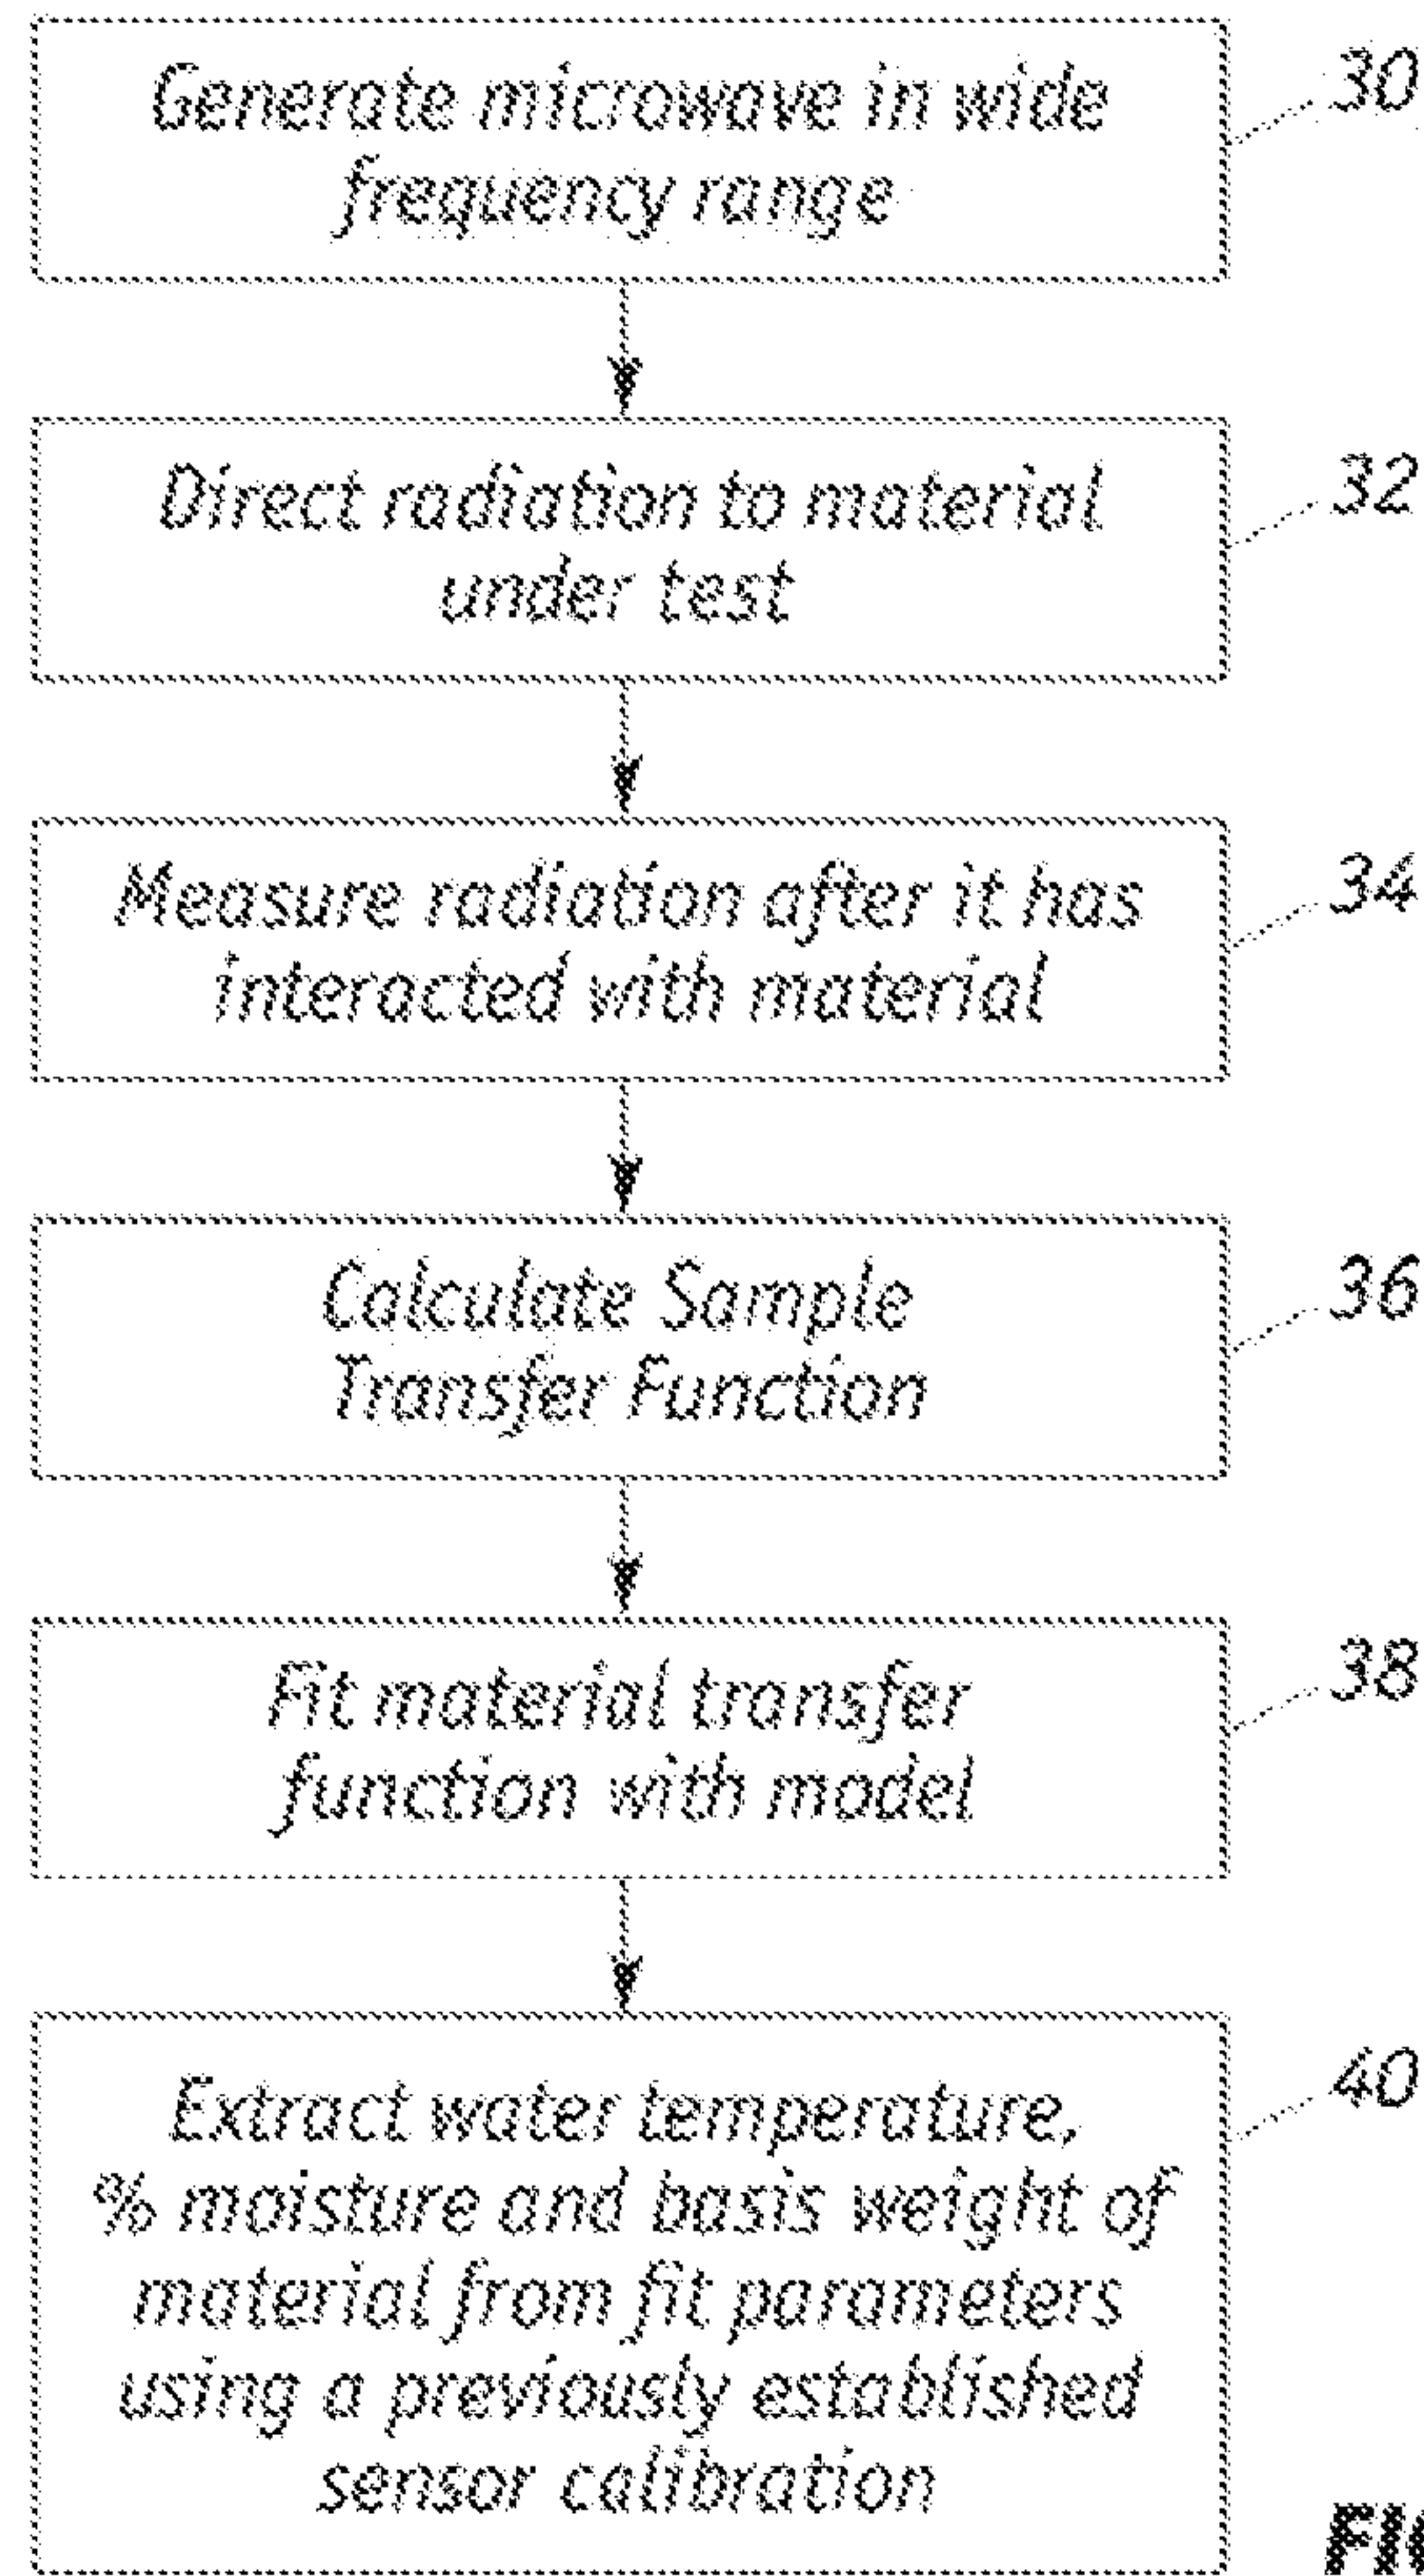 Generate microwave in wide
frequency range
30
Direct radiation to material
under test
32
Measure radiation after it has
interacted with material
34
Calculate Sample
Transfer Function
36
Fit material transfer
function with model
38
Extract water temperature,
% moisture and basis weight of
material from fit parameters
using a previously established
sensor calibration
40